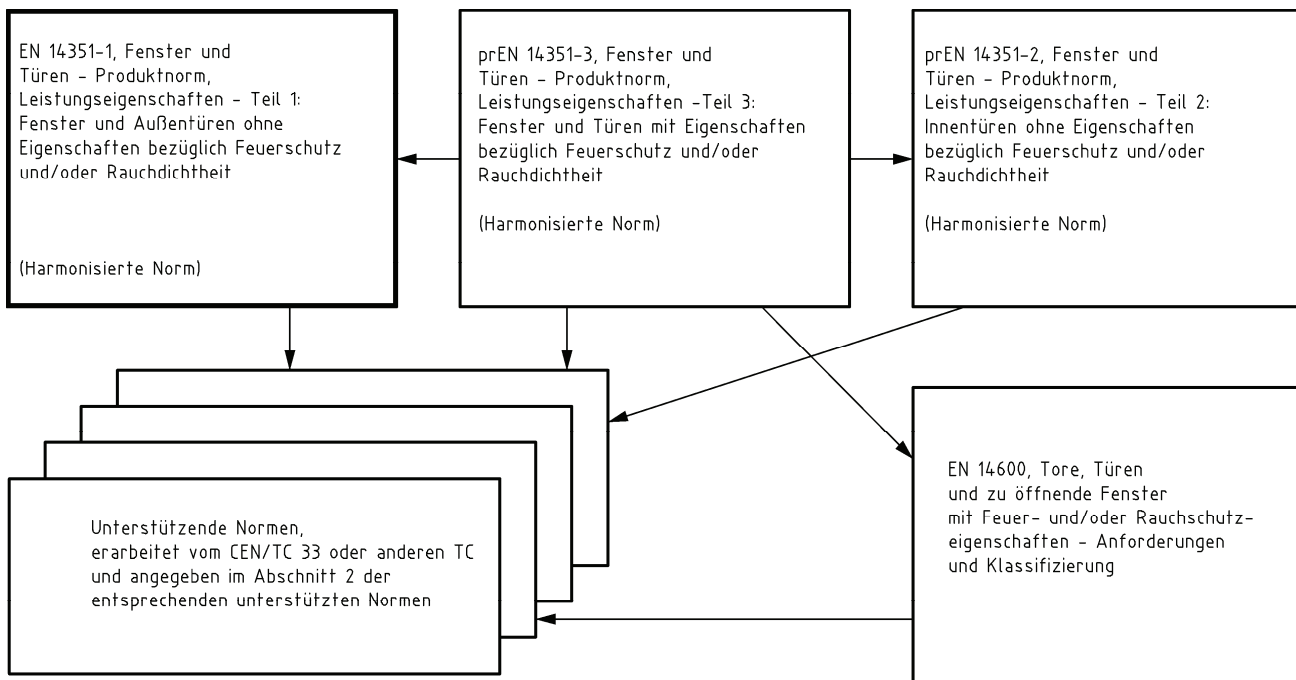 EN 14351-1, Fenster und
Türen - Produktnorm,
Leistungseigenschaften - Teil 1:
Fenster und Außentüren ohne
Eigenschaften bezüglich Feuerschutz
und/oder Rauchdichtheit
(Harmonisierte Norm)
prEN 14351-3, Fenster und
Türen - Produktnorm,
Leistungseigenschaften -Teil 3:
Fenster und Türen mit Eigenschaften
bezüglich Feuerschutz und/oder
Rauchdichtheit
(Harmonisierte Norm)
prEN 14351-2, Fenster und
Türen - Produktnorm,
Leistungseigenschaften - Teil 2:
Innentüren ohne Eigenschaften
bezüglich Feuerschutz und/oder
Rauchdichtheit
(Harmonisierte Norm)
Unterstützende Normen,
erarbeitet vom CEN/TC 33 oder anderen TC
und angegeben im Abschnitt 2 der
entsprechenden unterstützten Normen
EN 14600, Tore, Türen
und zu öffnende Fenster
mit Feuer- und/oder Rauchschutz-
eigenschaften - Anforderungen
und Klassifizierung